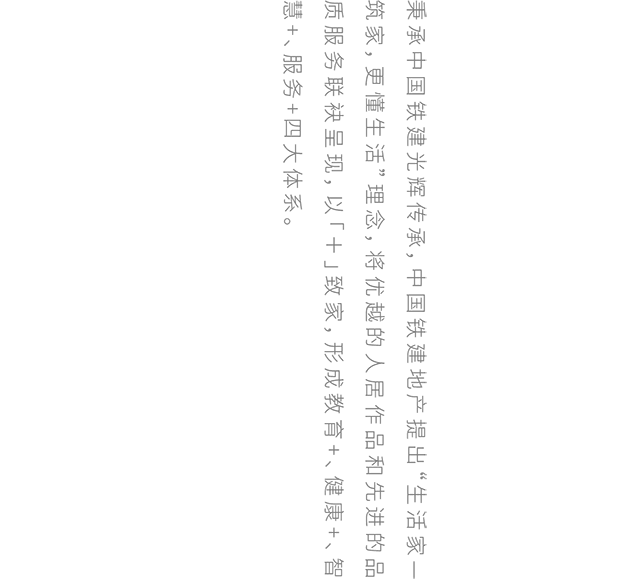 秉承中国铁建光辉传承，中国铁建地产提出“生活家—
筑家，更懂生活”理念，将优越的人居作品和先进的品
质服务联袂呈现，以「+」致家，形成教育+、健康+、智
慧+、服务+四大体系。